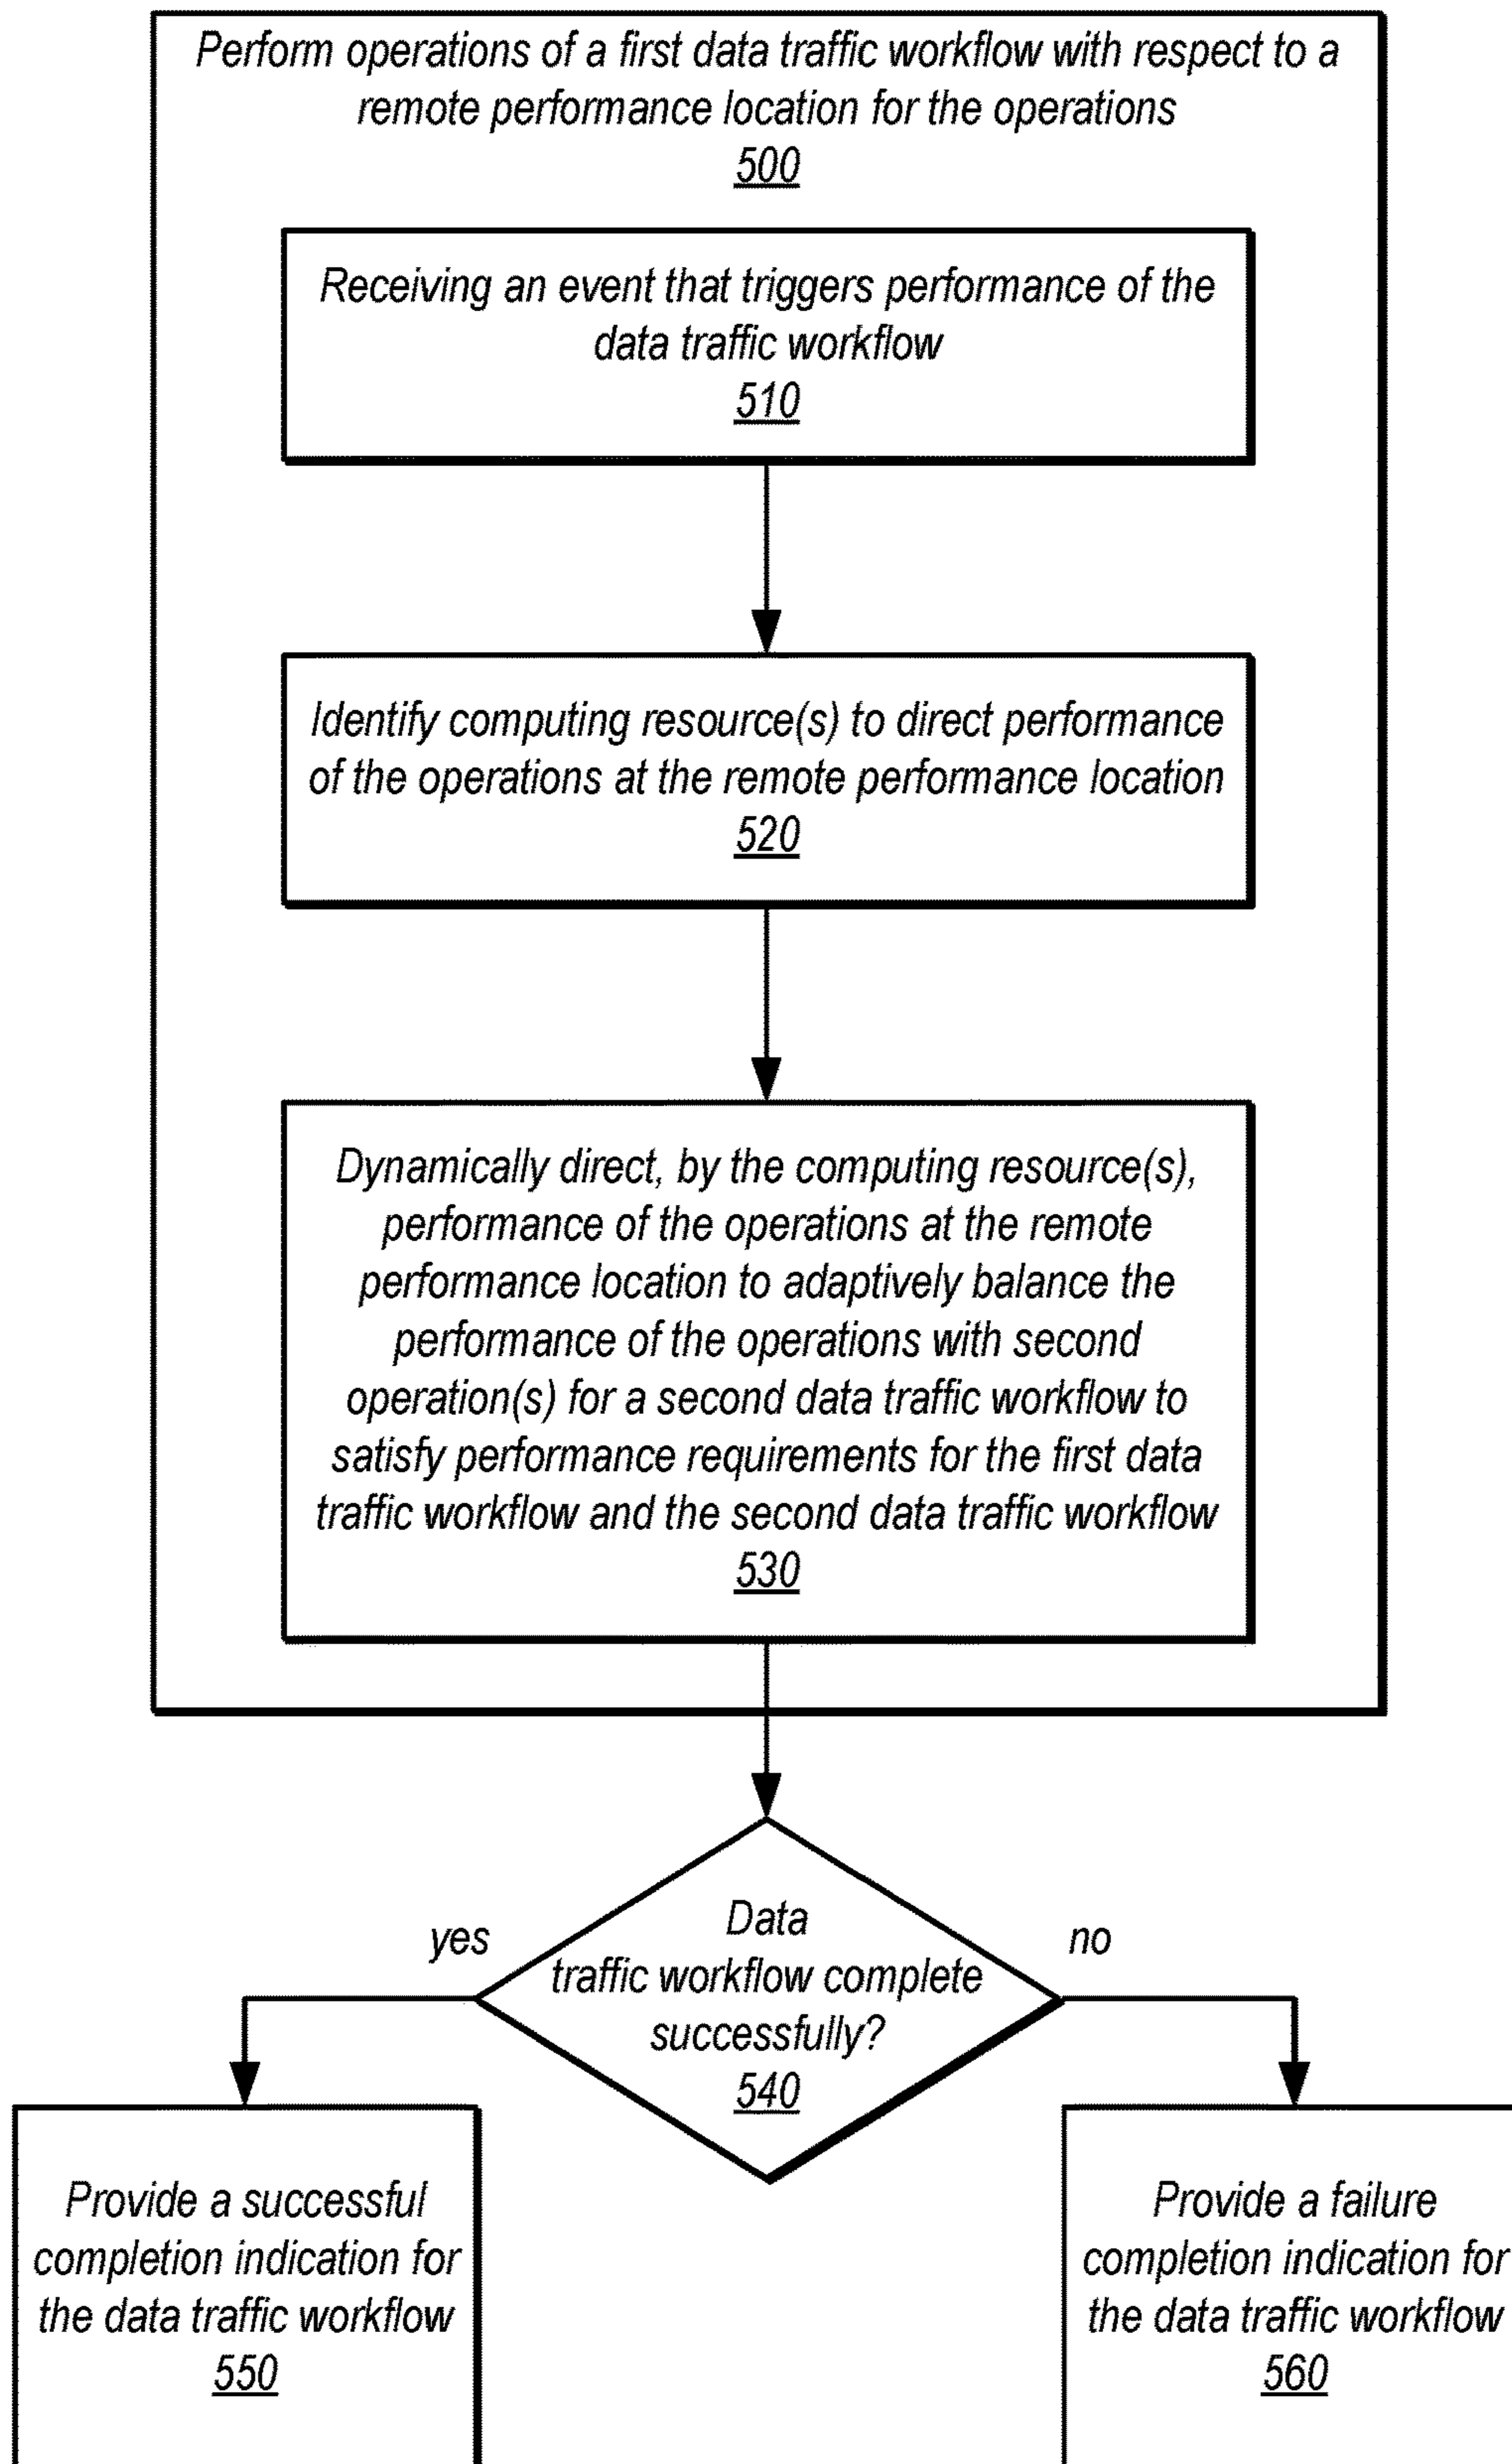 Perform operations of a first data traffic workflow with respect to a
remote performance location for the operations
500
Receiving an event that triggers performance of the
data traffic workflow
510
Identify computing resource(s) to direct performance
of the operations at the remote performance location
520
Dynamically direct, by the computing resource(s),
performance of the operations at the remote
performance location to adaptively balance the
performance of the operations with second
operation(s) for a second data traffic workflow to
satisfy performance requirements for the first data
traffic workflow and the second data traffic workflow
530
yes
Data
traffic workflow complete
successfully?
540
no
Provide a successful
completion indication for
the data traffic workflow
550
Provide a failure
completion indication for
the data traffic workflow
560